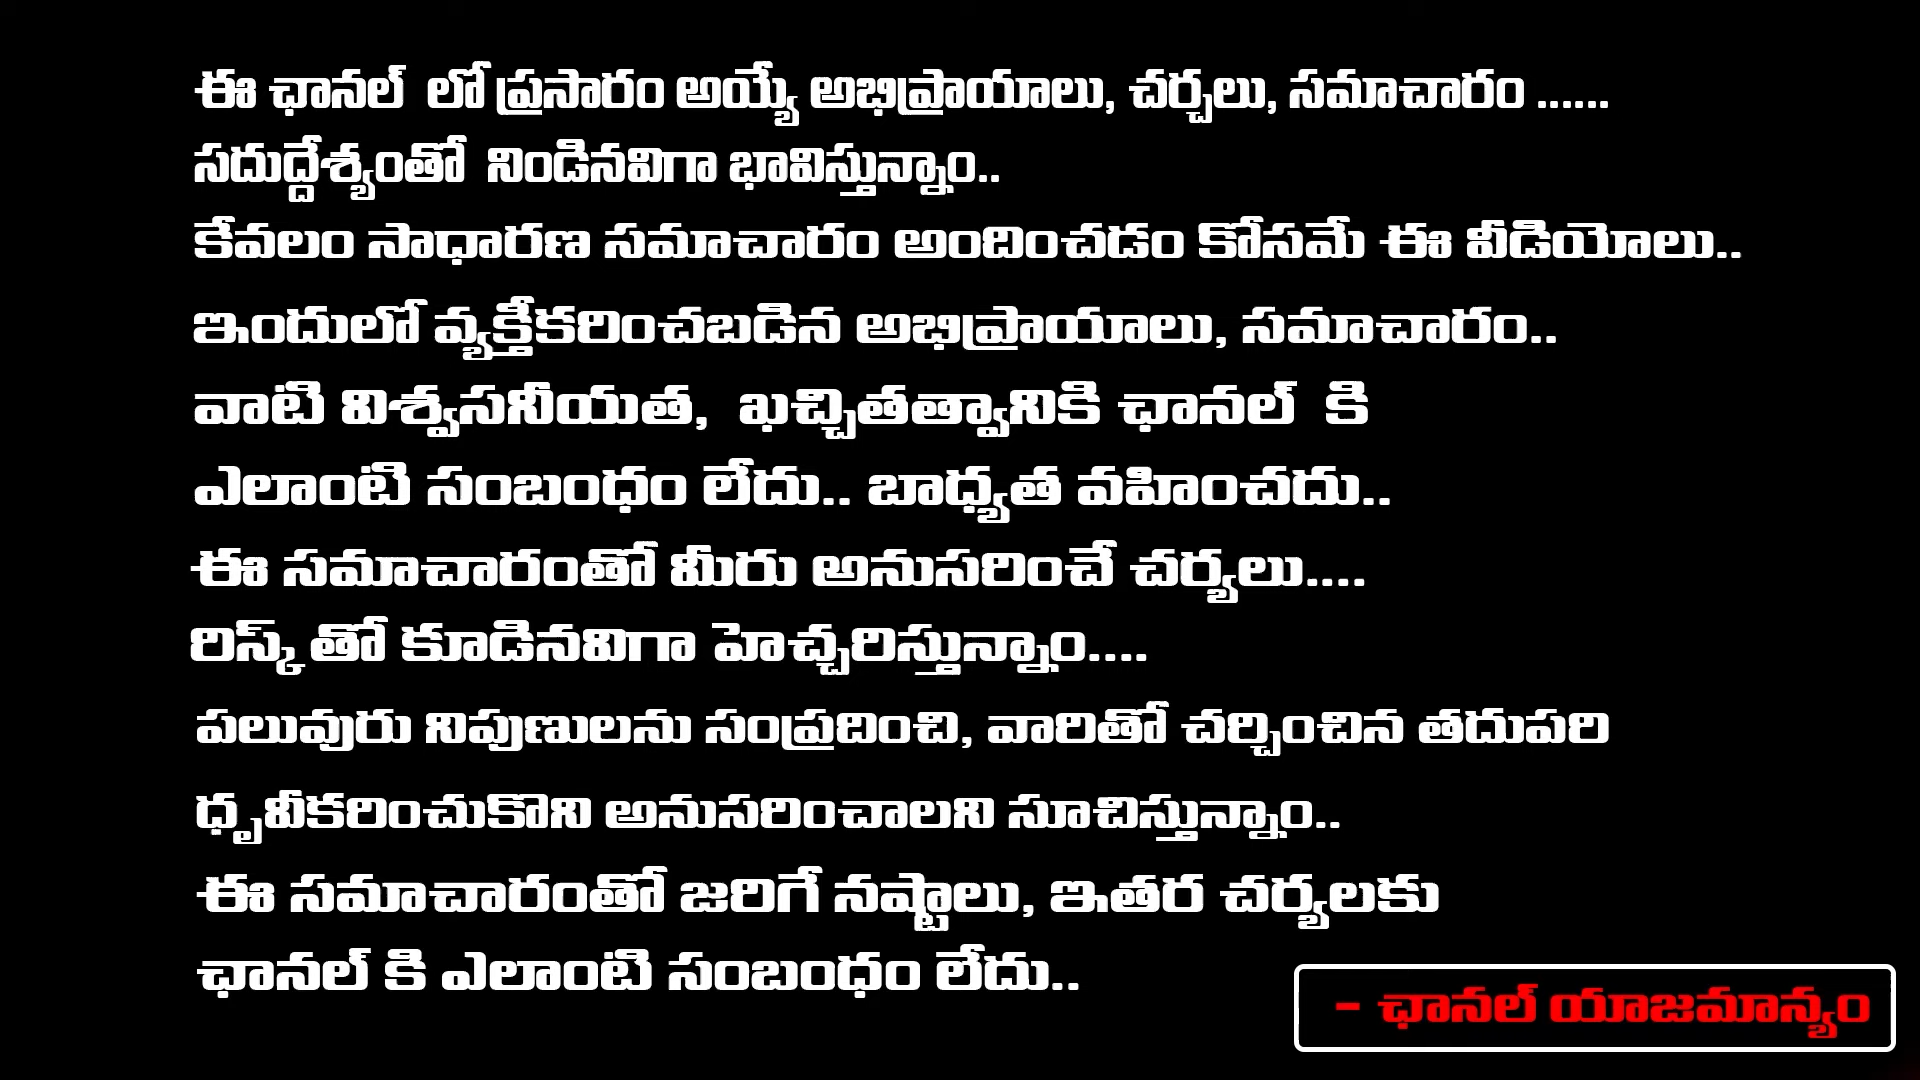 ఈ ఛానల్ లో ప్రసారం అయ్యే అభిప్రాయాలు, చర్చలు, సమాచారం ......
సదుద్దేశ్యంతో నిండినవిగా భావిస్తున్నాం..
కేవలం సాధారణ సమాచారం అందించడం కోసమే ఈ వీడియోలు..
ఇందులో వ్యక్తీకరించబడిన అభిప్రాయాలు, సమాచారం..
వాటి విశ్వసనీయత, ఖచ్చితత్వానికి ఛానల్ కి
ఎలాంటి సంబంధం లేదు.. బాధ్యత వహించదు..
ఈ సమాచారంతో మీరు అనుసరించే చర్యలు....
రిస్క్ తో కూడినవిగా హెచ్చరిస్తున్నాం....
పలువురు నిపుణులను సంప్రదించి, వారితో చర్చించిన తదుపరి
ధృవీకరించుకొని అనుసరించాలని సూచిస్తున్నాం..
ఈ సమాచారంతో జరిగే నష్టాలు, ఇతర చర్యలకు
ఛానల్ కి ఎలాంటి సంబంధం లేదు..
- ఛానల్ యాజమాన్యం